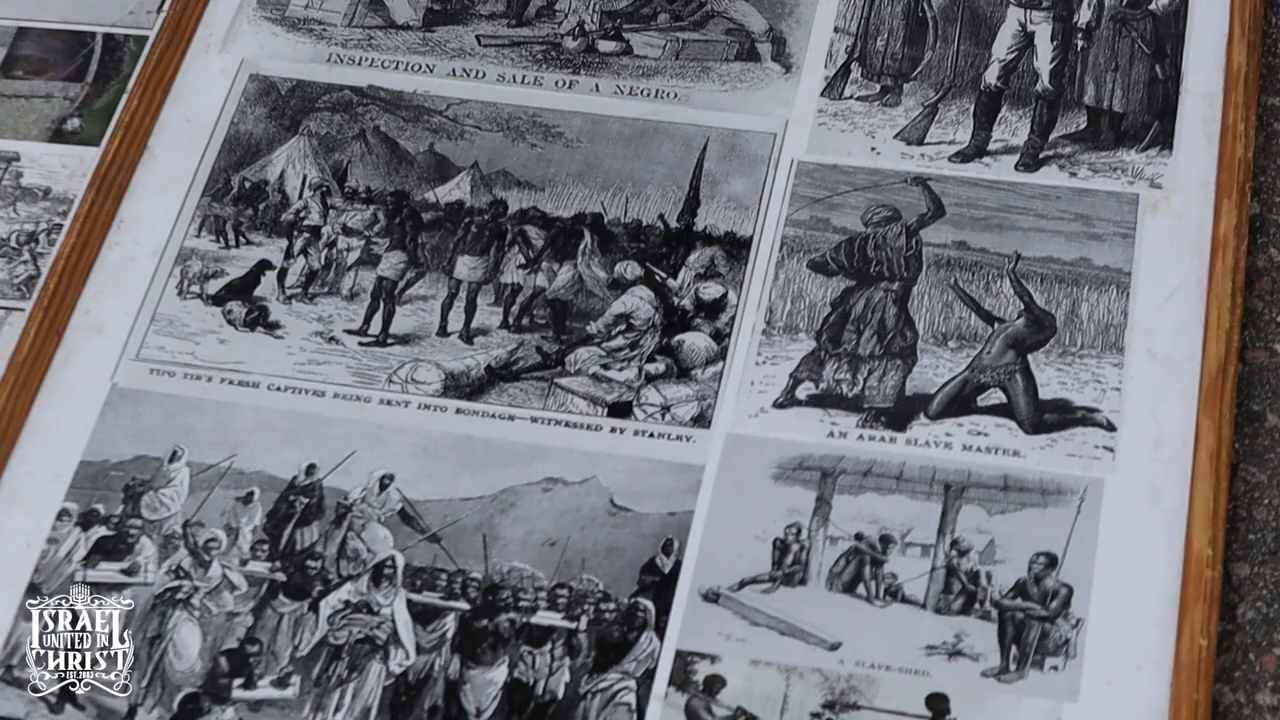 INSPECTION AND SALE OF A NEGRO.
TIPO TIB'S FRESH CAPTIVES BEING SENT INTO BONDAGE—WITNESSED BY STANLEY.
AN ARAB SLAVE MASTER.
A SLAVE-SHED.
ISRAEL
UNITED IN
CHRIST
EST. 2003